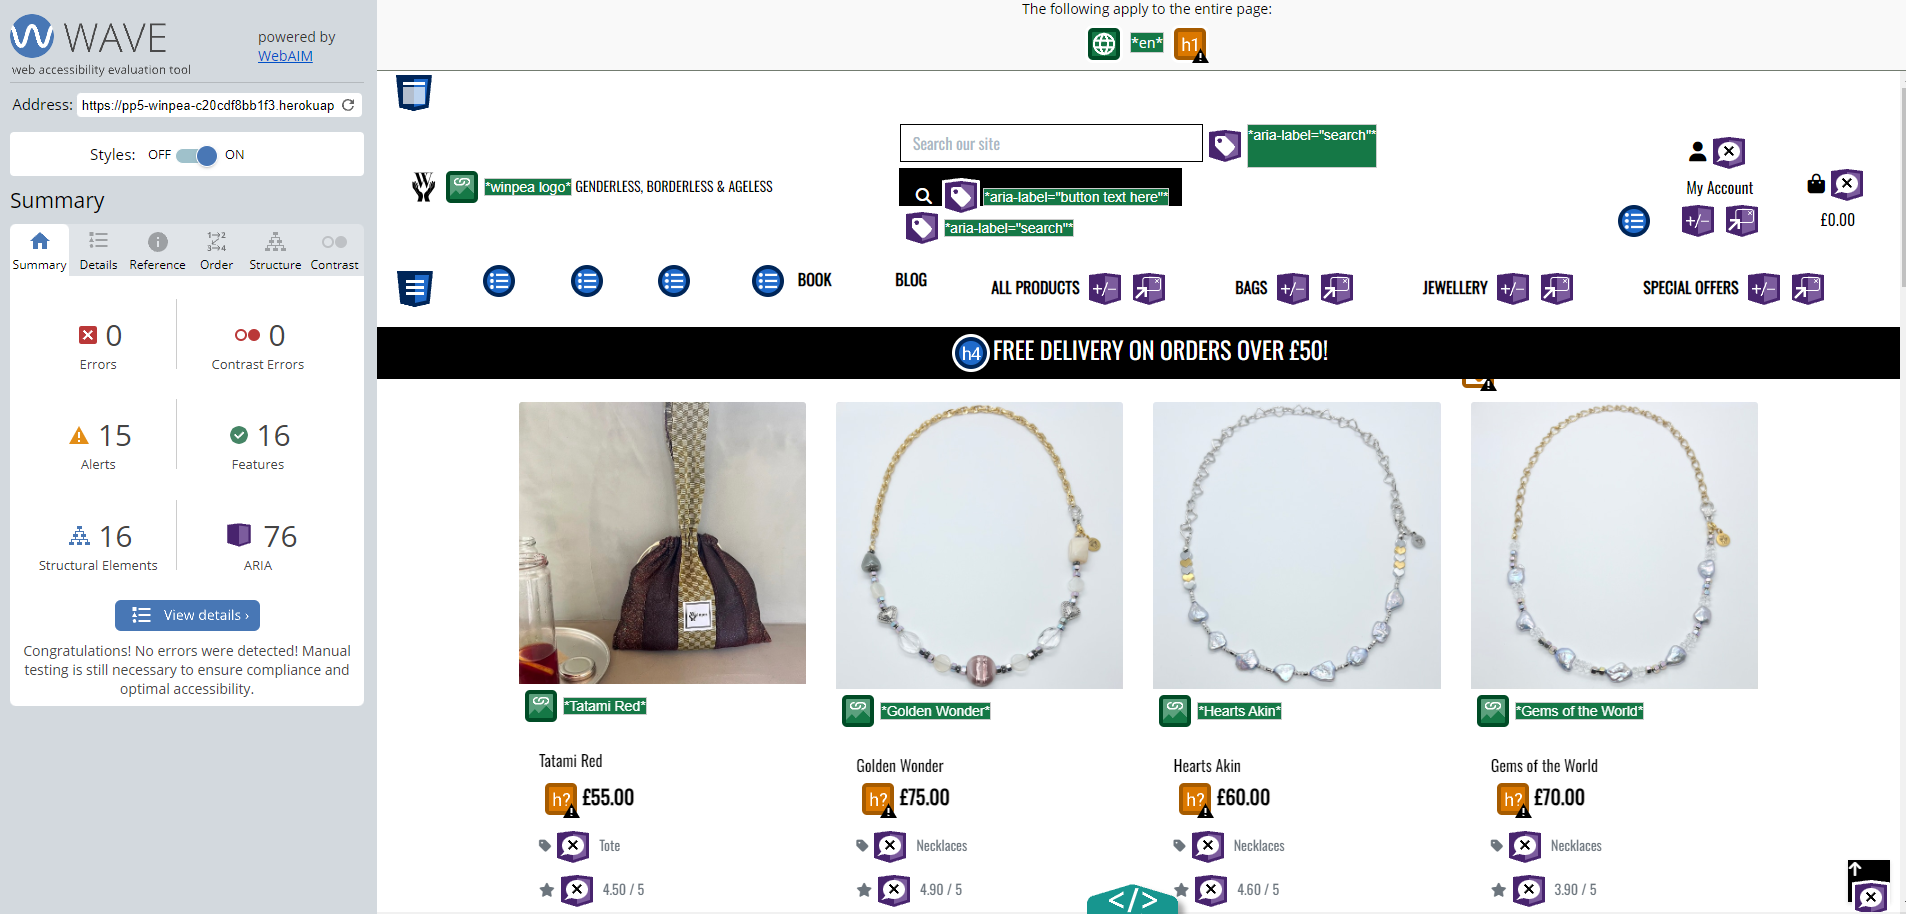 WAVE
powered by
WebAIM
web accessibility evaluation tool
Address: https://pp5-winpea-c20cdf8bb1f3.herokuap
Styles: OFF ON
Summary
Summary Details Reference Order Structure Contrast
0 0
Errors Contrast Errors
15 16
Alerts Features
16 76
Structural Elements ARIA
View details ›
Congratulations! No errors were detected! Manual
testing is still necessary to ensure compliance and
optimal accessibility.
The following apply to the entire page:
*en* h1
Search our site *aria-label="search"*
*winpea logo* GENDERLESS, BORDERLESS & AGELESS
*aria-label="button text here"*
*aria-label="search"*
My Account
£0.00
BOOK BLOG ALL PRODUCTS +/− BAGS +/− JEWELLERY +/− SPECIAL OFFERS +/−
h4 FREE DELIVERY ON ORDERS OVER £50!
*Tatami Red* *Golden Wonder* *Hearts Akin* *Gems of the World*
Tatami Red Golden Wonder Hearts Akin Gems of the World
h? £55.00 h? £75.00 h? £60.00 h? £70.00
Tote Necklaces Necklaces Necklaces
4.50 / 5 4.90 / 5 4.60 / 5 3.90 / 5
</>